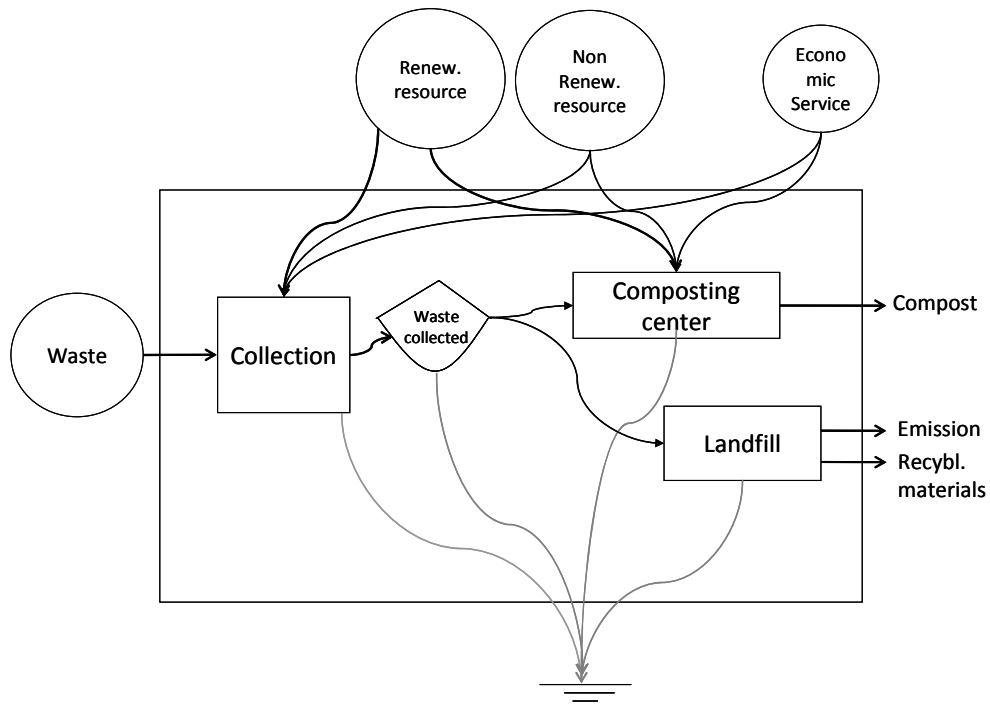 Renew.
resource
Non
Renew.
resource
Econo
mic
Service
Waste
Collection
Waste
collected
Composting
center
Compost
Landfill
Emission
Recybl.
materials